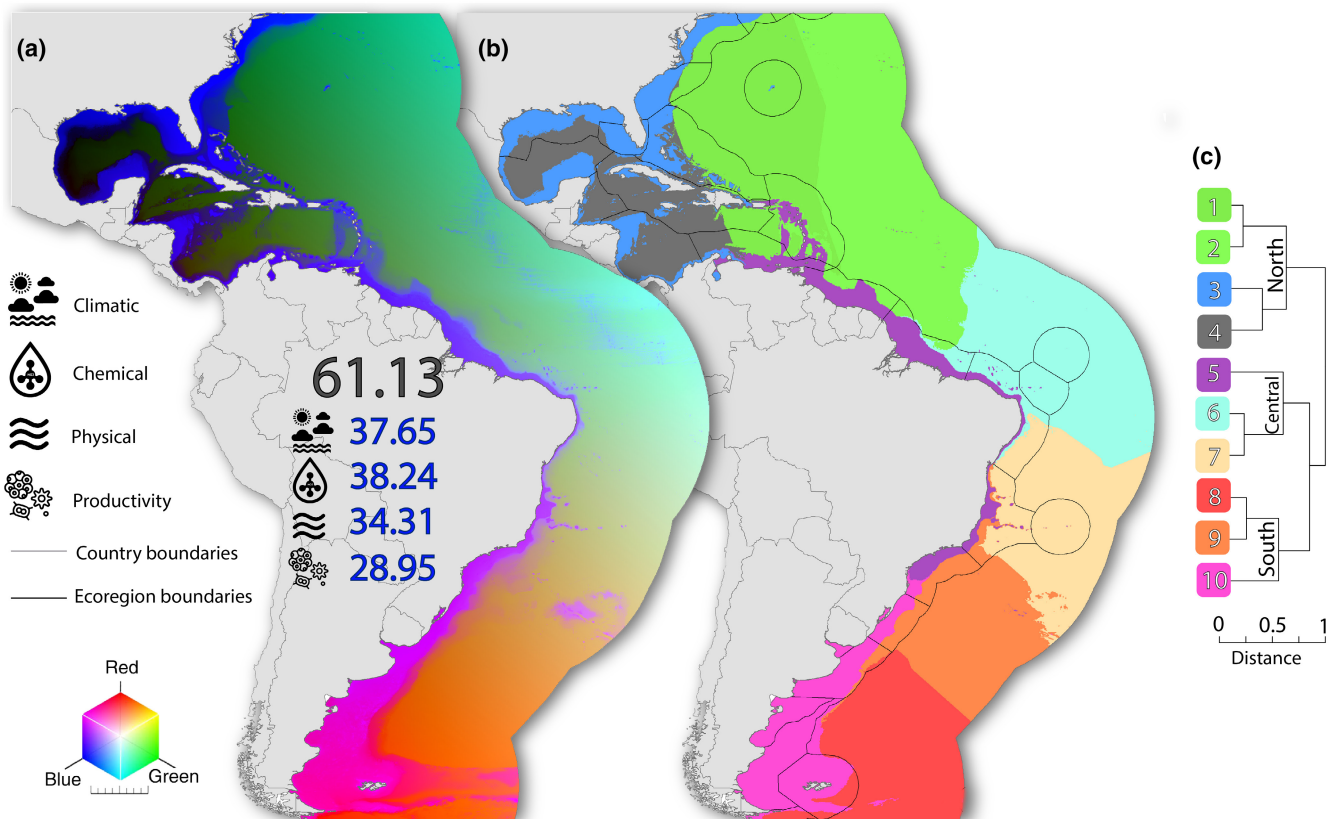 (a)
(b)
(c)
Climatic
Chemical
Physical
Productivity
Country boundaries
Ecoregion boundaries
61.13
37.65
38.24
34.31
28.95
Red
Blue
Green
1
2
3
4
5
6
7
8
9
10
North
Central
South
0 0.5 1
Distance